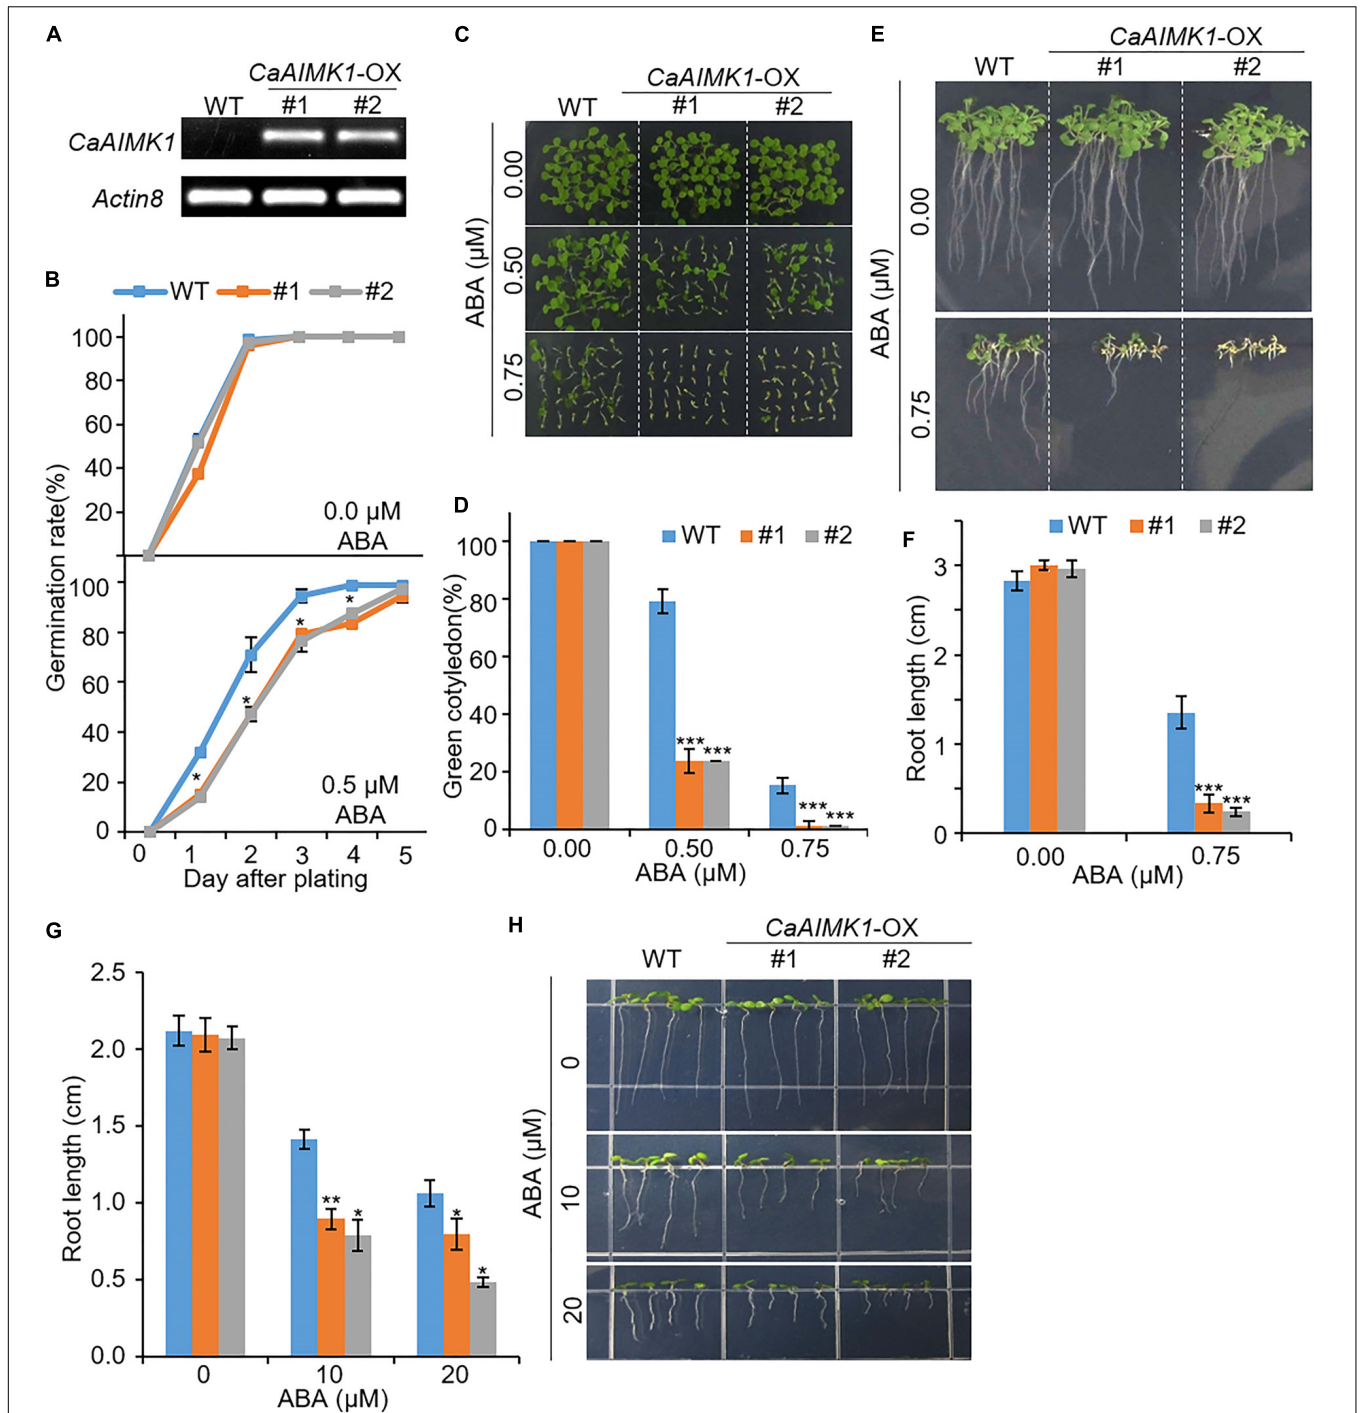 A
CaAIMK1-OX
WT #1 #2
CaAIMK1
Actin8
B
WT #1 #2
100
80
60
40
20
0.0 µM
ABA
Germination rate(%)
100
80
60
40
20
0
*
*
*
*
0.5 µM
ABA
0 1 2 3 4 5
Day after plating
C
CaAIMK1-OX
WT #1 #2
ABA (µM)
0.00
0.50
0.75
D
WT #1 #2
Green cotyledon(%)
100
80
60
40
20
0
*** ***
***
***
0.00 0.50 0.75
ABA (µM)
E
CaAIMK1-OX
WT #1 #2
ABA (µM)
0.00
0.75
F
WT #1 #2
Root length (cm)
3
2
1
0
***
***
0.00 0.75
ABA (µM)
G
Root length (cm)
2.5
2.0
1.5
1.0
0.5
0.0
**
*
*
*
0 10 20
ABA (µM)
H
CaAIMK1-OX
WT #1 #2
ABA (µM)
0
10
20